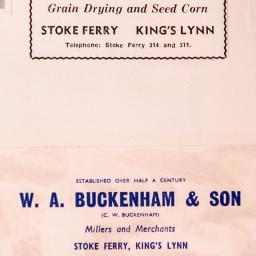 Grain Drying and Seed Corn
STOKE FERRY KING'S LYNN
Telephone: Stoke Ferry 314 and 311.
ESTABLISHED OVER HALF A CENTURY
W. A. BUCKENHAM & SON
(C. W. BUCKENHAM)
Millers and Merchants
STOKE FERRY, KING'S LYNN